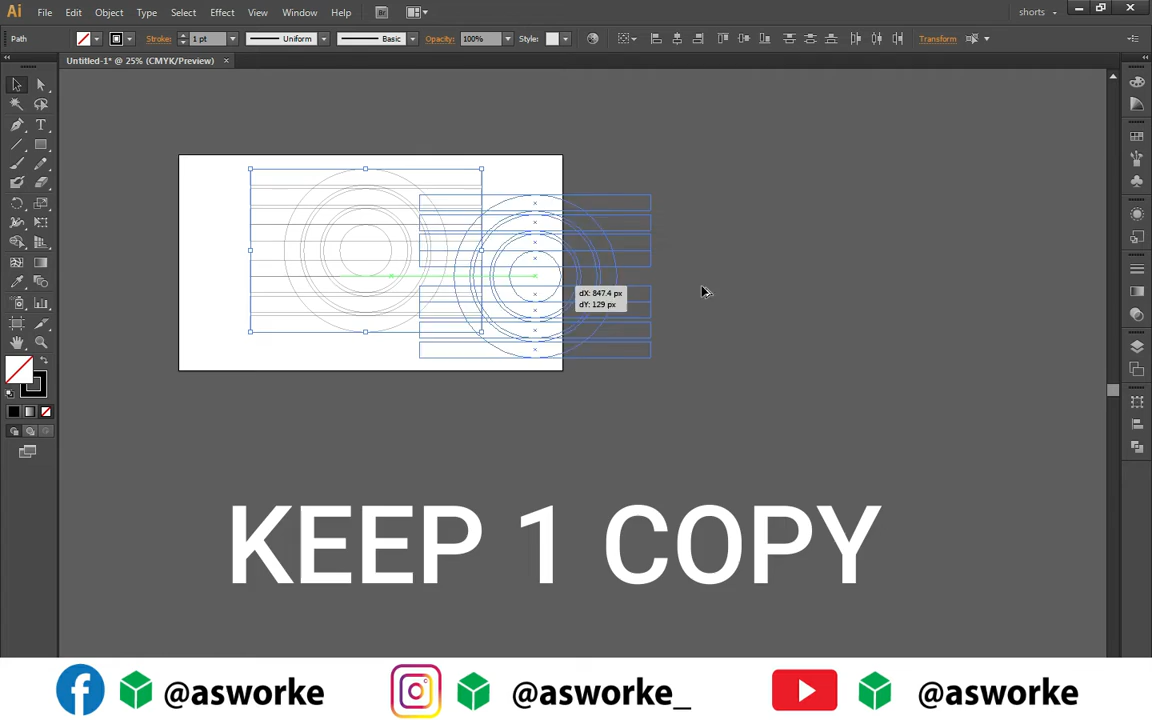 Ai File Edit Object Type Select Effect View Window Help Br shorts
Path Stroke: 1 pt Uniform Basic Opacity: 100% Style: Transform
Untitled-1* @ 25% (CMYK/Preview)
dX: 847.4 px
dY: 129 px
KEEP 1 COPY
@asworke @asworke_ @asworke